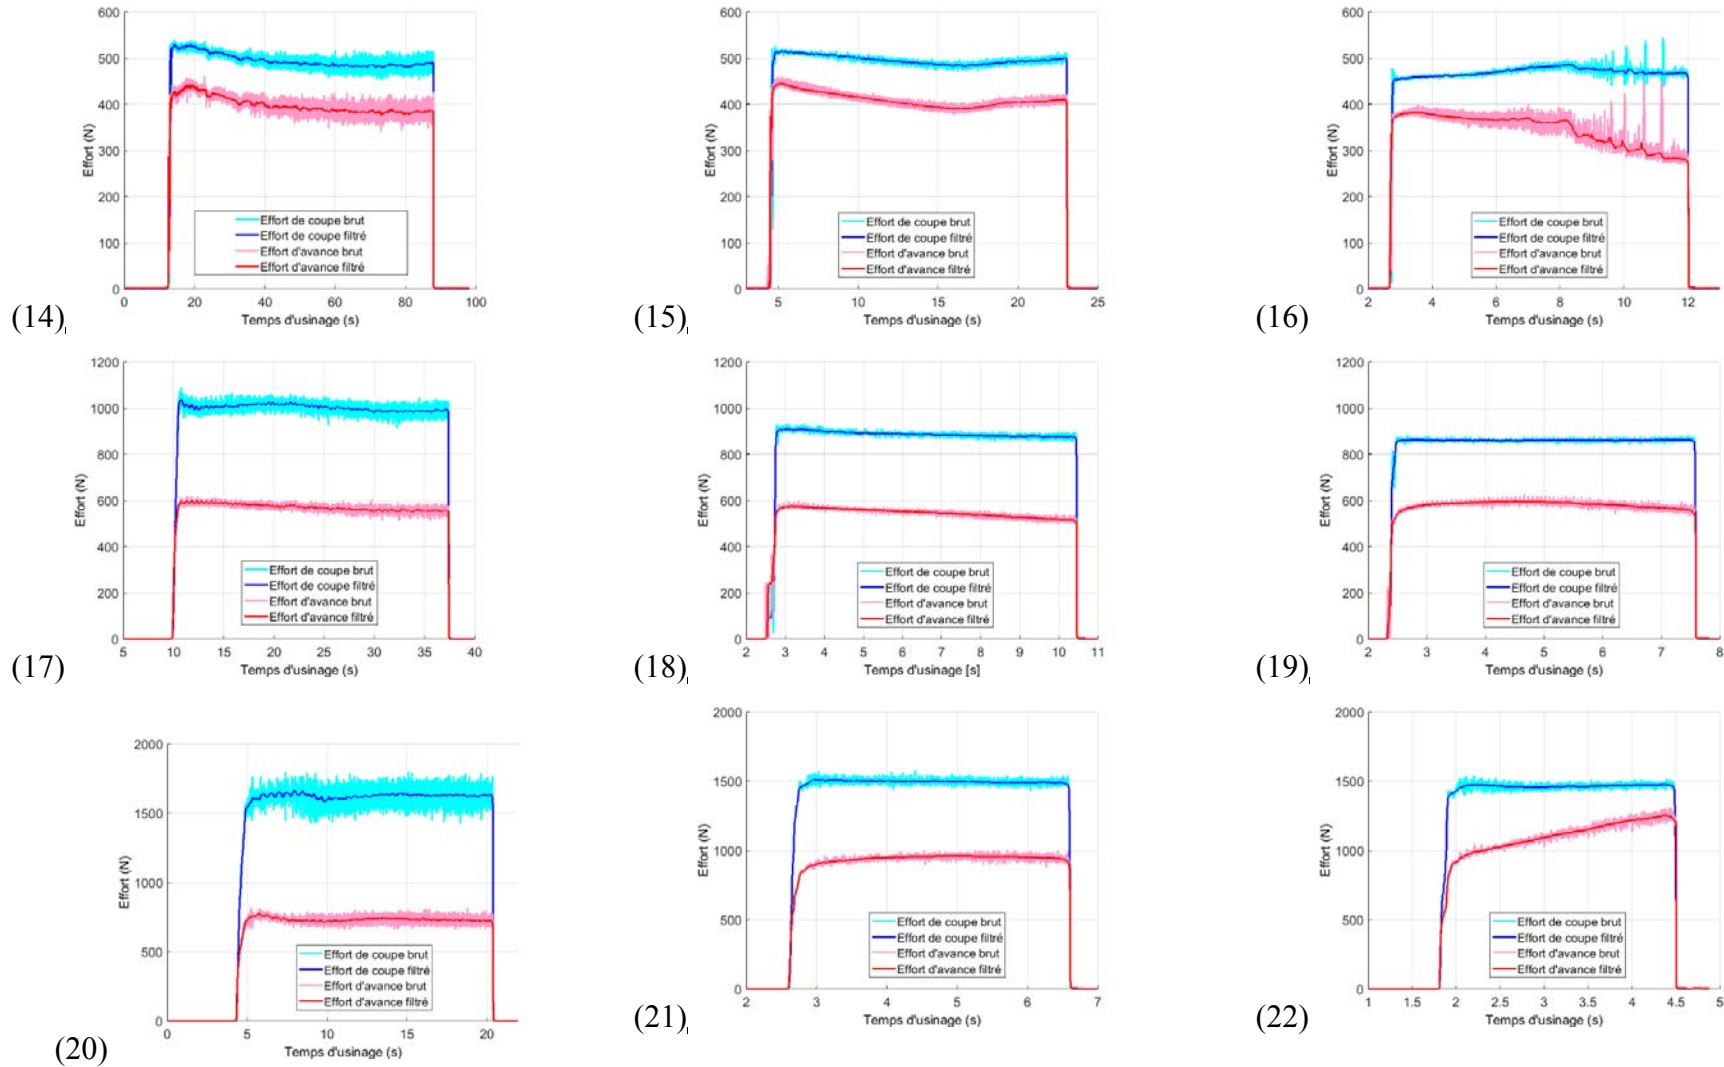 600
500
400
300
200
100
0
Effort (N)
Effort de coupe brut
Effort de coupe filtré
Effort d'avance brut
Effort d'avance filtré
0 20 40 60 80 100
Temps d'usinage (s)
(14)
600
500
400
300
200
100
0
Effort (N)
Effort de coupe brut
Effort de coupe filtré
Effort d'avance brut
Effort d'avance filtré
5 10 15 20 25
Temps d'usinage (s)
(15)
600
500
400
300
200
100
0
Effort (N)
Effort de coupe brut
Effort de coupe filtré
Effort d'avance brut
Effort d'avance filtré
2 4 6 8 10 12
Temps d'usinage (s)
(16)
1200
1000
800
600
400
200
0
Effort (N)
Effort de coupe brut
Effort de coupe filtré
Effort d'avance brut
Effort d'avance filtré
5 10 15 20 25 30 35 40
Temps d'usinage (s)
(17)
1200
1000
800
600
400
200
0
Effort (N)
Effort de coupe brut
Effort de coupe filtré
Effort d'avance brut
Effort d'avance filtré
2 3 4 5 6 7 8 9 10 11
Temps d'usinage [s]
(18)
1200
1000
800
600
400
200
0
Effort (N)
Effort de coupe brut
Effort de coupe filtré
Effort d'avance brut
Effort d'avance filtré
2 3 4 5 6 7 8
Temps d'usinage (s)
(19)
2000
1500
1000
500
0
Effort (N)
Effort de coupe brut
Effort de coupe filtré
Effort d'avance brut
Effort d'avance filtré
0 5 10 15 20
Temps d'usinage (s)
(20)
2000
1500
1000
500
0
Effort (N)
Effort de coupe brut
Effort de coupe filtré
Effort d'avance brut
Effort d'avance filtré
2 3 4 5 6 7
Temps d'usinage (s)
(21)
2000
1500
1000
500
0
Effort (N)
Effort de coupe brut
Effort de coupe filtré
Effort d'avance brut
Effort d'avance filtré
1 1.5 2 2.5 3 3.5 4 4.5 5
Temps d'usinage (s)
(22)